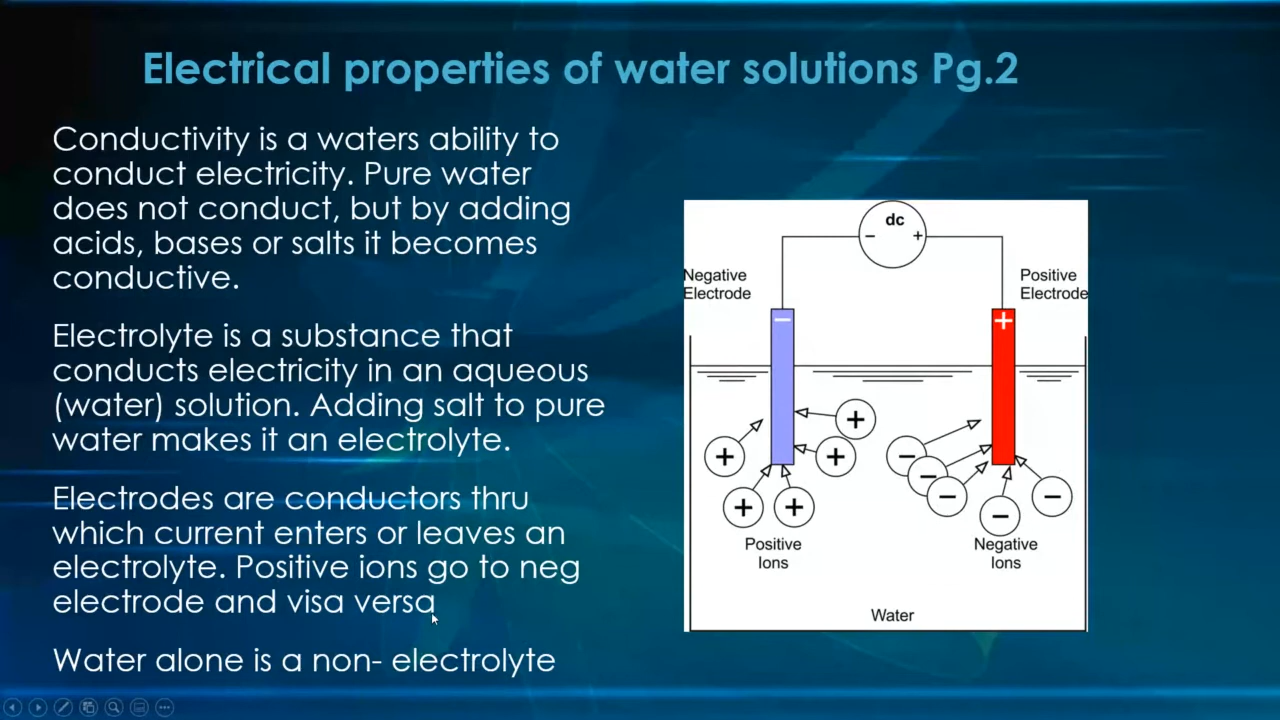 Electrical properties of water solutions Pg.2
Conductivity is a waters ability to
conduct electricity. Pure water
does not conduct, but by adding
acids, bases or salts it becomes
conductive.
Electrolyte is a substance that
conducts electricity in an aqueous
(water) solution. Adding salt to pure
water makes it an electrolyte.
Electrodes are conductors thru
which current enters or leaves an
electrolyte. Positive ions go to neg
electrode and visa versa
Water alone is a non- electrolyte
dc
− +
Negative
Electrode
Positive
Electrode
− +
+ + + + +
− − − − −
Positive
Ions
Negative
Ions
Water